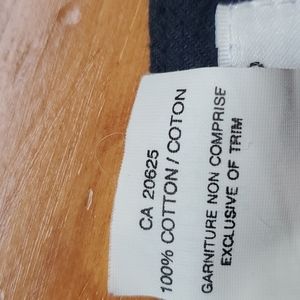 CA 20625
100% COTTON / COTON
GARNITURE NON COMPRISE
EXCLUSIVE OF TRIM